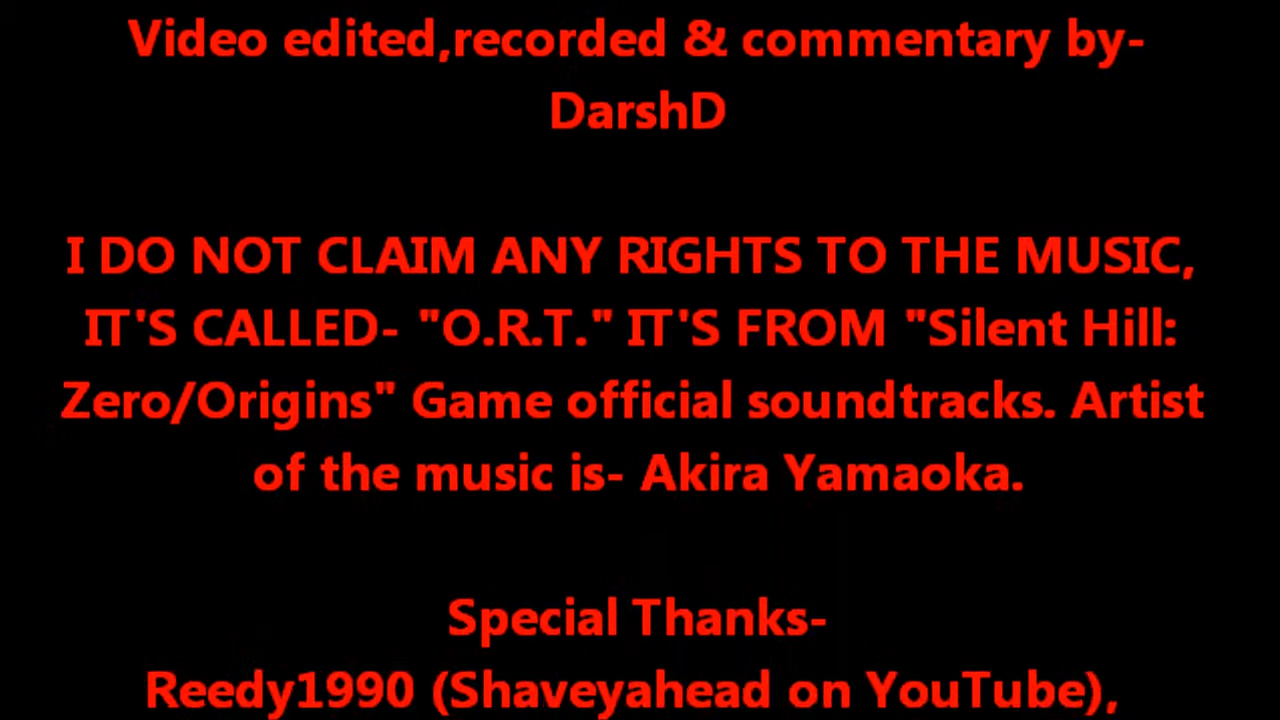 Video edited,recorded & commentary by-
DarshD
I DO NOT CLAIM ANY RIGHTS TO THE MUSIC,
IT'S CALLED- "O.R.T." IT'S FROM "Silent Hill:
Zero/Origins" Game official soundtracks. Artist
of the music is- Akira Yamaoka.
Special Thanks-
Reedy1990 (Shaveyahead on YouTube),